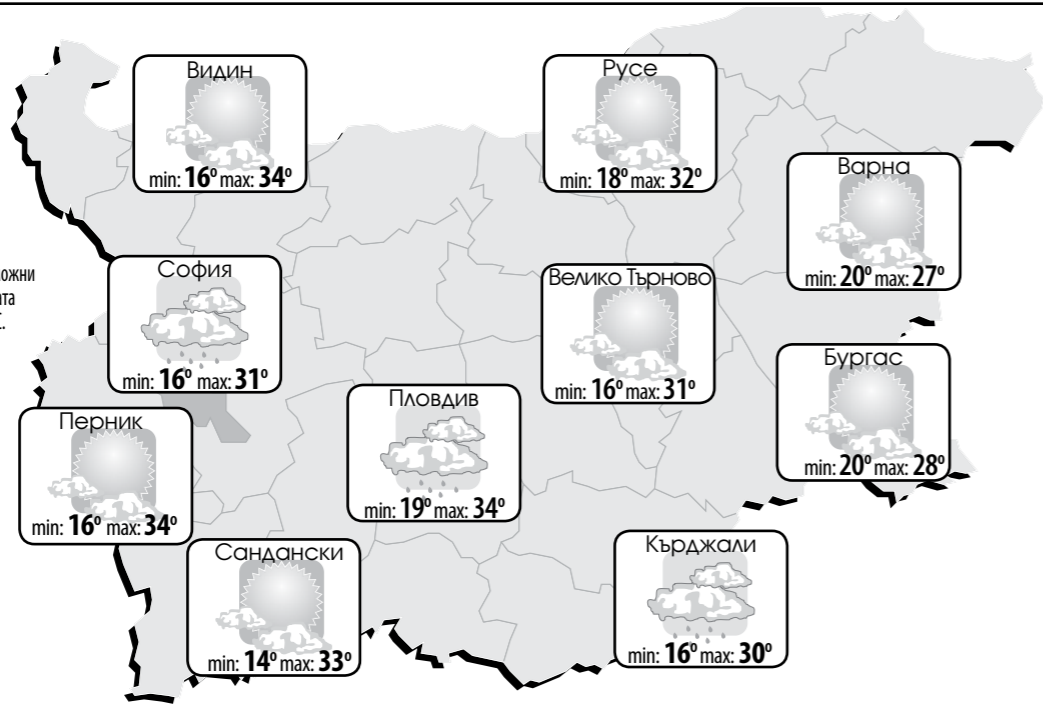 Видин
min: 16° max: 34°
Русе
min: 18° max: 32°
Варна
min: 20° max: 27°
София
min: 16° max: 31°
Велико Търново
min: 16° max: 31°
Бургас
min: 20° max: 28°
Перник
min: 16° max: 34°
Пловдив
min: 19° max: 34°
Сандански
min: 14° max: 33°
Кърджали
min: 16° max: 30°